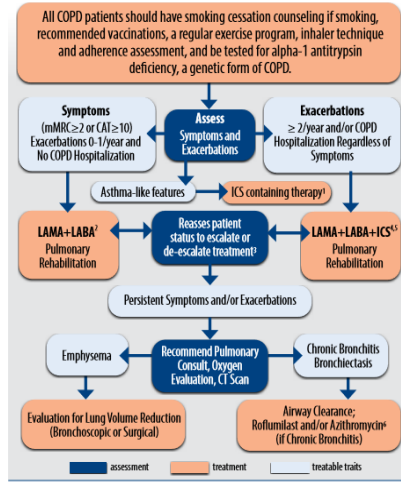 All COPD patients should have smoking cessation counseling if smoking,
recommended vaccinations, a regular exercise program, inhaler technique
and adherence assessment, and be tested for alpha-1 antitrypsin
deficiency, a genetic form of COPD.
Symptoms
(mMRC≥2 or CAT≥10)
Exacerbations 0-1/year and
No COPD Hospitalization
Assess
Symptoms and
Exacerbations
Exacerbations
≥ 2/year and/or COPD
Hospitalization Regardless of
Symptoms
Asthma-like features
ICS containing therapy¹
LAMA+LABA²
Pulmonary
Rehabilitation
Reasses patient
status to escalate or
de-escalate treatment³
LAMA+LABA+ICS⁴,⁵
Pulmonary
Rehabilitation
Persistent Symptoms and/or Exacerbations
Emphysema
Recommend Pulmonary
Consult, Oxygen
Evaluation, CT Scan
Chronic Bronchitis
Bronchiectasis
Evaluation for Lung Volume Reduction
(Bronchoscopic or Surgical)
Airway Clearance;
Roflumilast and/or Azithromycin⁶
(if Chronic Bronchitis)
assessment
treatment
treatable traits